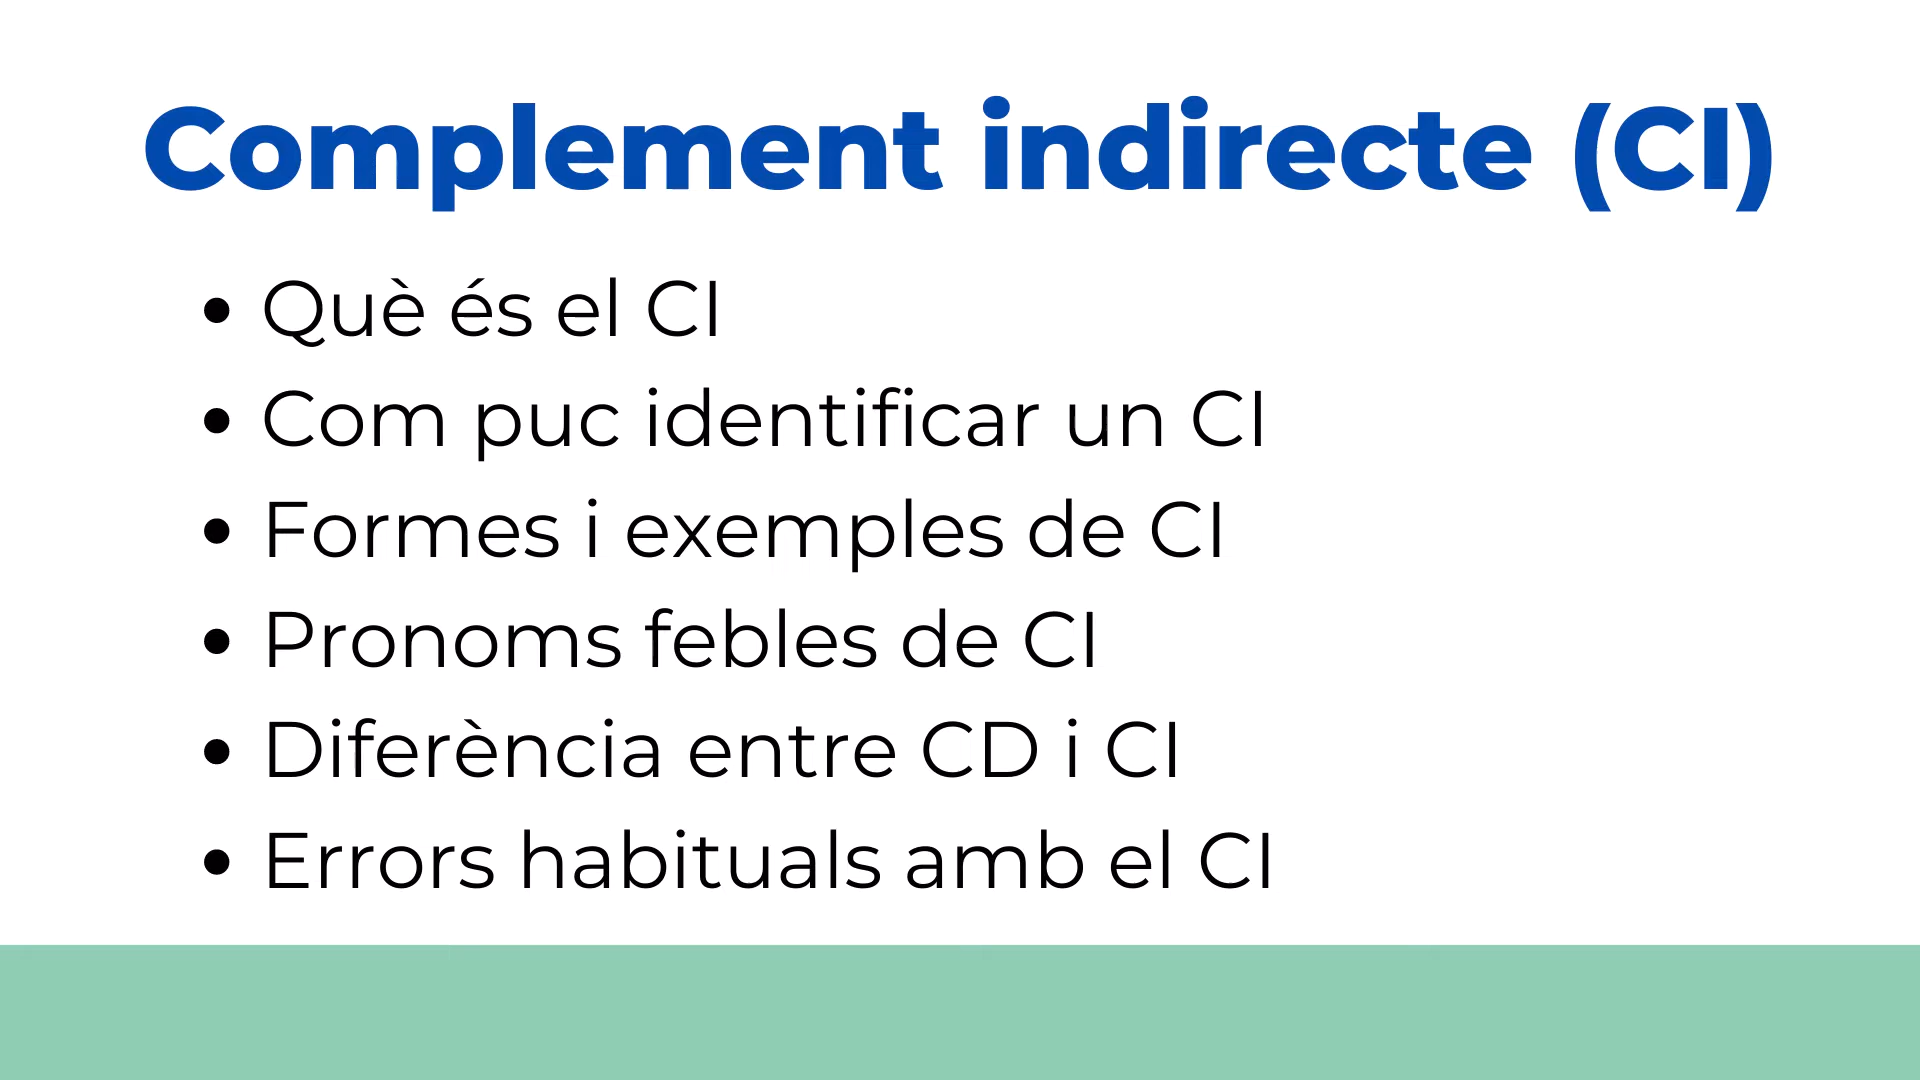 Complement indirecte (CI)
• Què és el CI
• Com puc identificar un CI
• Formes i exemples de CI
• Pronoms febles de CI
• Diferència entre CD i CI
• Errors habituals amb el CI